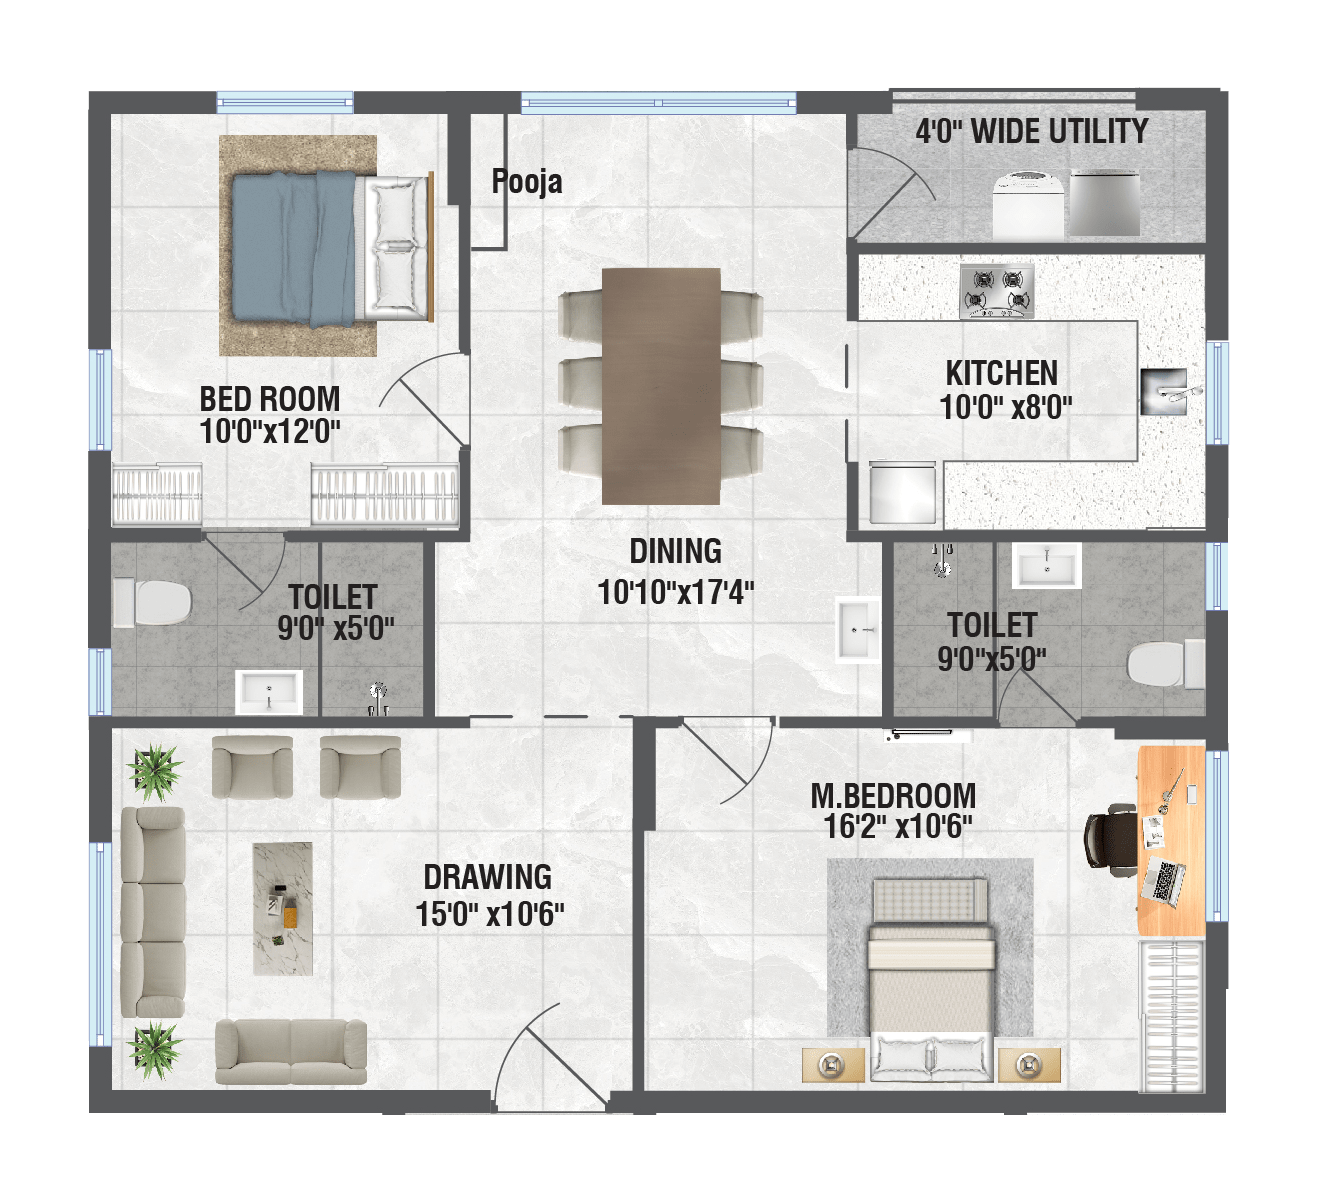 4'0" WIDE UTILITY
Pooja
BED ROOM
10'0"x12'0"
KITCHEN
10'0" x8'0"
DINING
10'10"x17'4"
TOILET
9'0" x5'0"
TOILET
9'0"x5'0"
M.BEDROOM
16'2" x10'6"
DRAWING
15'0" x10'6"